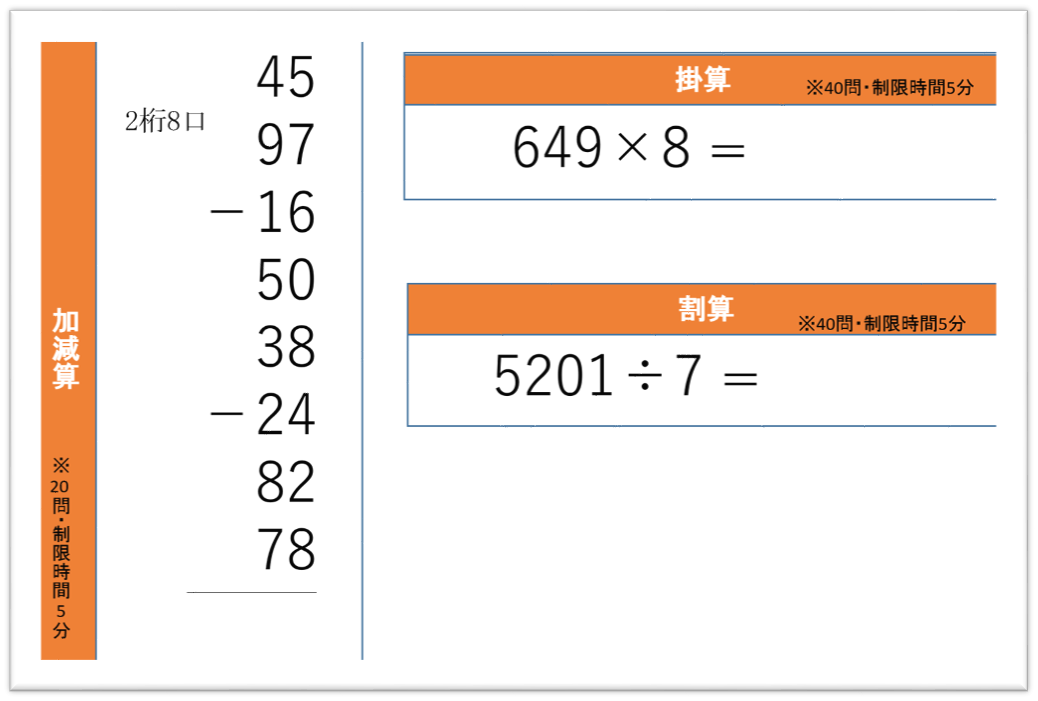 加減算
※20問・制限時間5分
2桁8口
45
97
－16
50
38
－24
82
78
掛算
※40問・制限時間5分
649×8＝
割算
※40問・制限時間5分
5201÷7＝